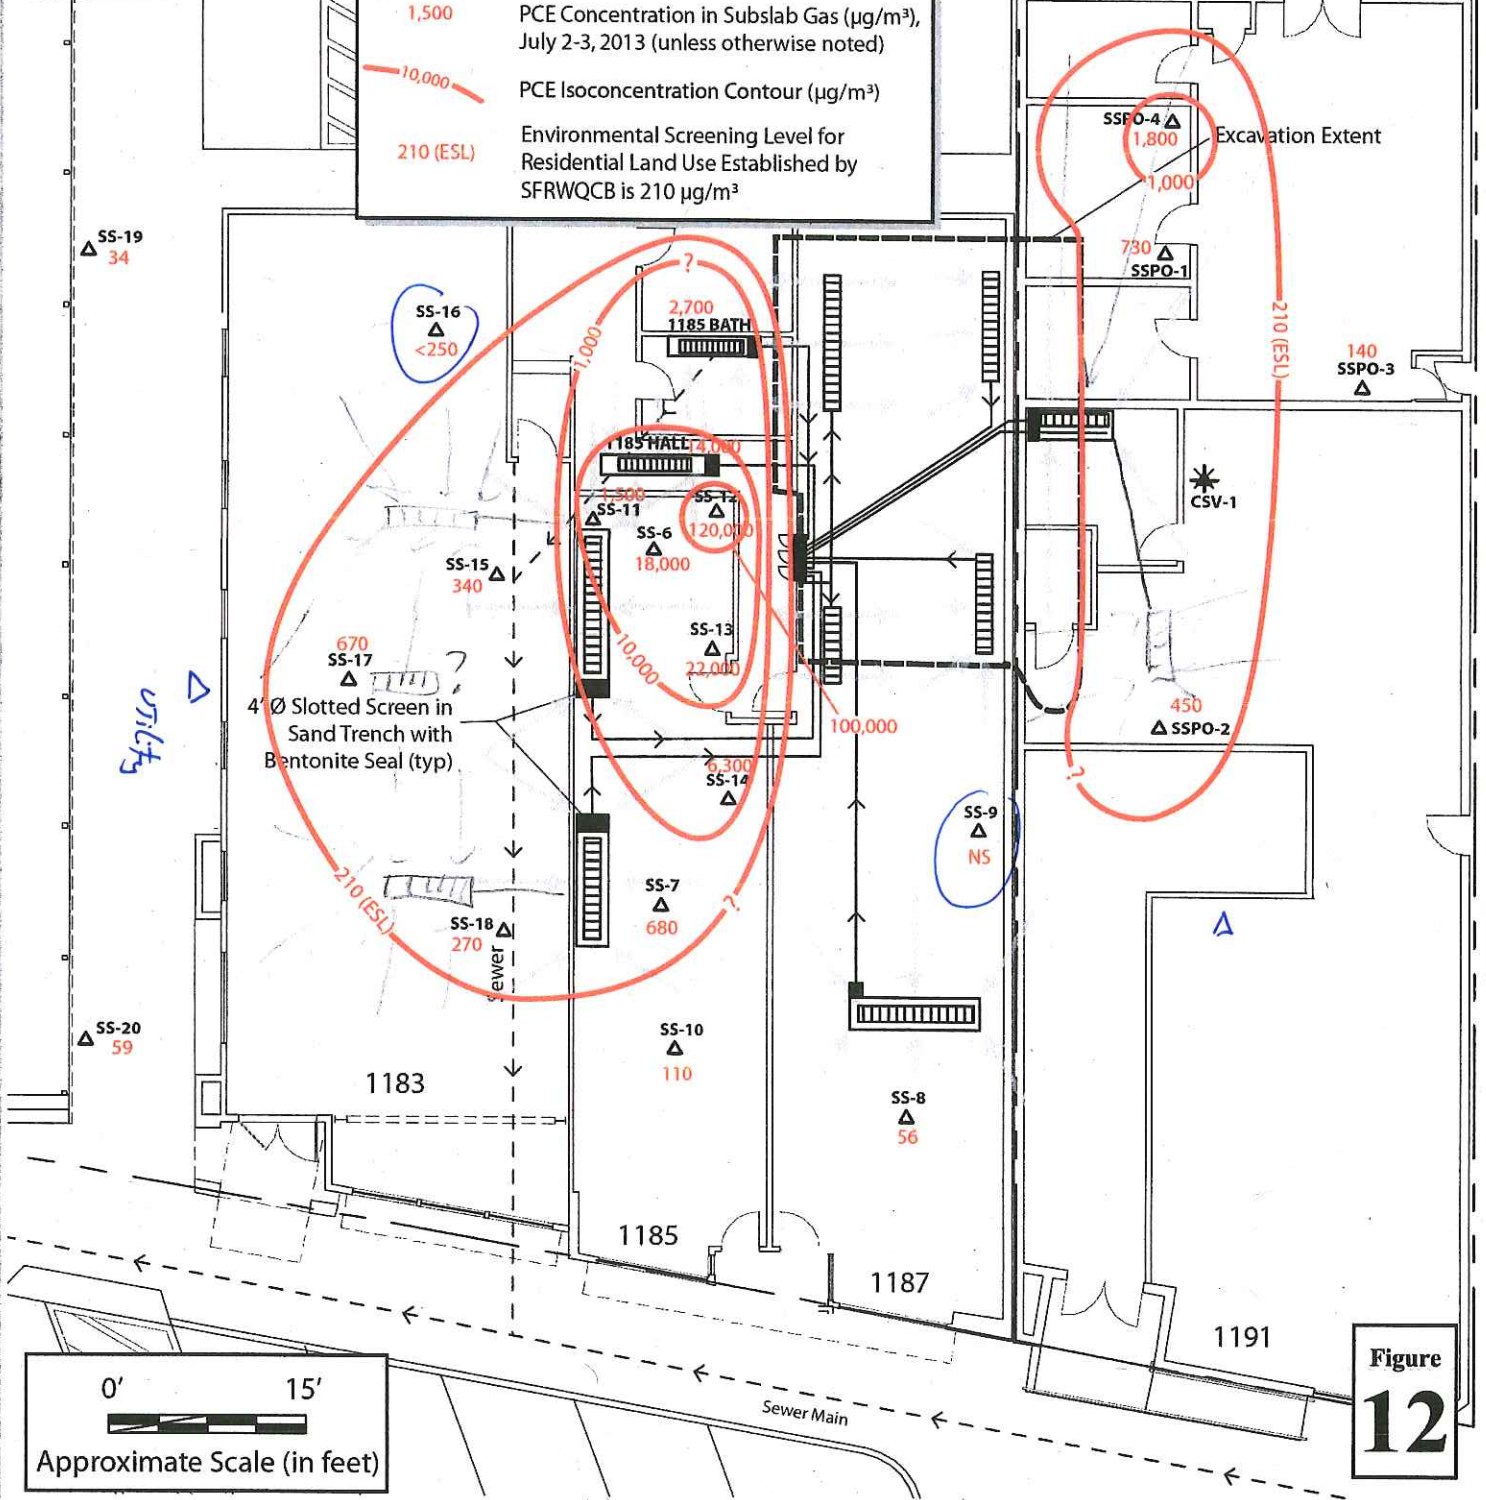 1,500
PCE Concentration in Subslab Gas (µg/m³),
July 2-3, 2013 (unless otherwise noted)
10,000
PCE Isoconcentration Contour (µg/m³)
210 (ESL)
Environmental Screening Level for
Residential Land Use Established by
SFRWQCB is 210 µg/m³
SSPO-4
1,800
Excavation Extent
1,000
730
SSPO-1
SS-19
34
SS-16
<250
?
2,700
1185 BATH
1,000
210 (ESL)
140
SSPO-3
1185 HALL
14,000
1,500
SS-11
SS-12
120,000
SS-6
18,000
CSV-1
SS-15
340
SS-13
22,000
10,000
670
SS-17
?
Utility
4' Ø Slotted Screen in
Sand Trench with
Bentonite Seal (typ)
100,000
450
SSPO-2
?
6,300
SS-14
SS-9
NS
210 (ESL)
SS-7
680
?
SS-18
270
Sewer
SS-20
59
SS-10
110
1183
SS-8
56
1185
1187
1191
Sewer Main
0'
15'
Approximate Scale (in feet)
Figure
12